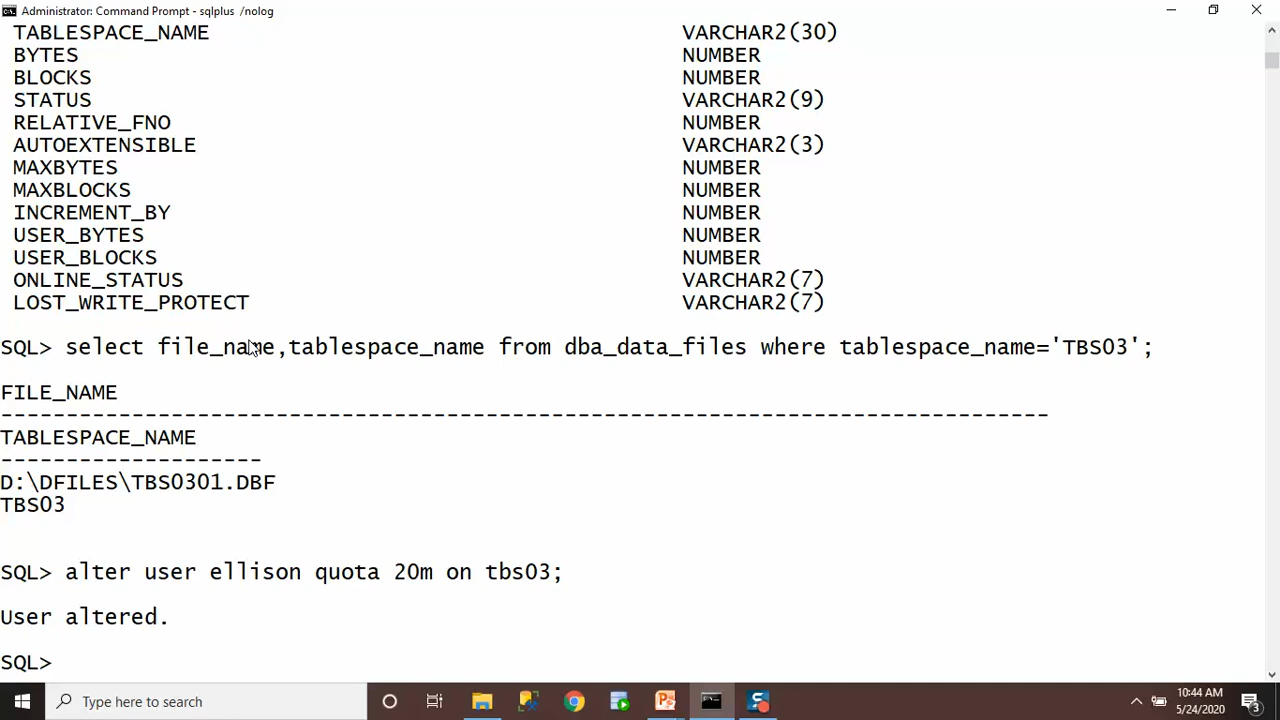 Administrator: Command Prompt - sqlplus /nolog
TABLESPACE_NAME VARCHAR2(30)
BYTES NUMBER
BLOCKS NUMBER
STATUS VARCHAR2(9)
RELATIVE_FNO NUMBER
AUTOEXTENSIBLE VARCHAR2(3)
MAXBYTES NUMBER
MAXBLOCKS NUMBER
INCREMENT_BY NUMBER
USER_BYTES NUMBER
USER_BLOCKS NUMBER
ONLINE_STATUS VARCHAR2(7)
LOST_WRITE_PROTECT VARCHAR2(7)
SQL> select file_name,tablespace_name from dba_data_files where tablespace_name='TBS03';
FILE_NAME
--------------------------------------------------------------------------------
TABLESPACE_NAME
--------------------
D:\DFILES\TBS0301.DBF
TBS03
SQL> alter user ellison quota 20m on tbs03;
User altered.
SQL>
Type here to search
10:44 AM
5/24/2020
3